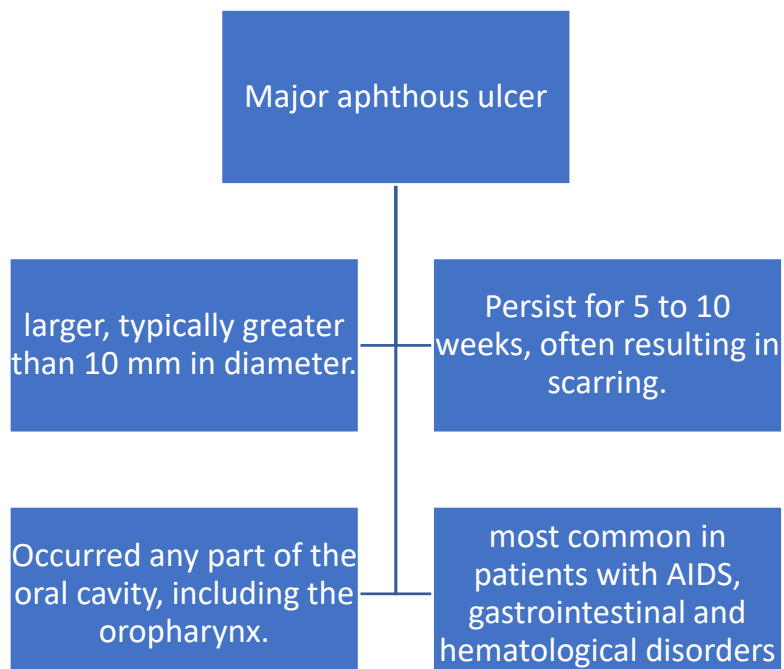 Major aphthous ulcer
larger, typically greater
than 10 mm in diameter.
Persist for 5 to 10
weeks, often resulting in
scarring.
Occurred any part of the
oral cavity, including the
oropharynx.
most common in
patients with AIDS,
gastrointestinal and
hematological disorders